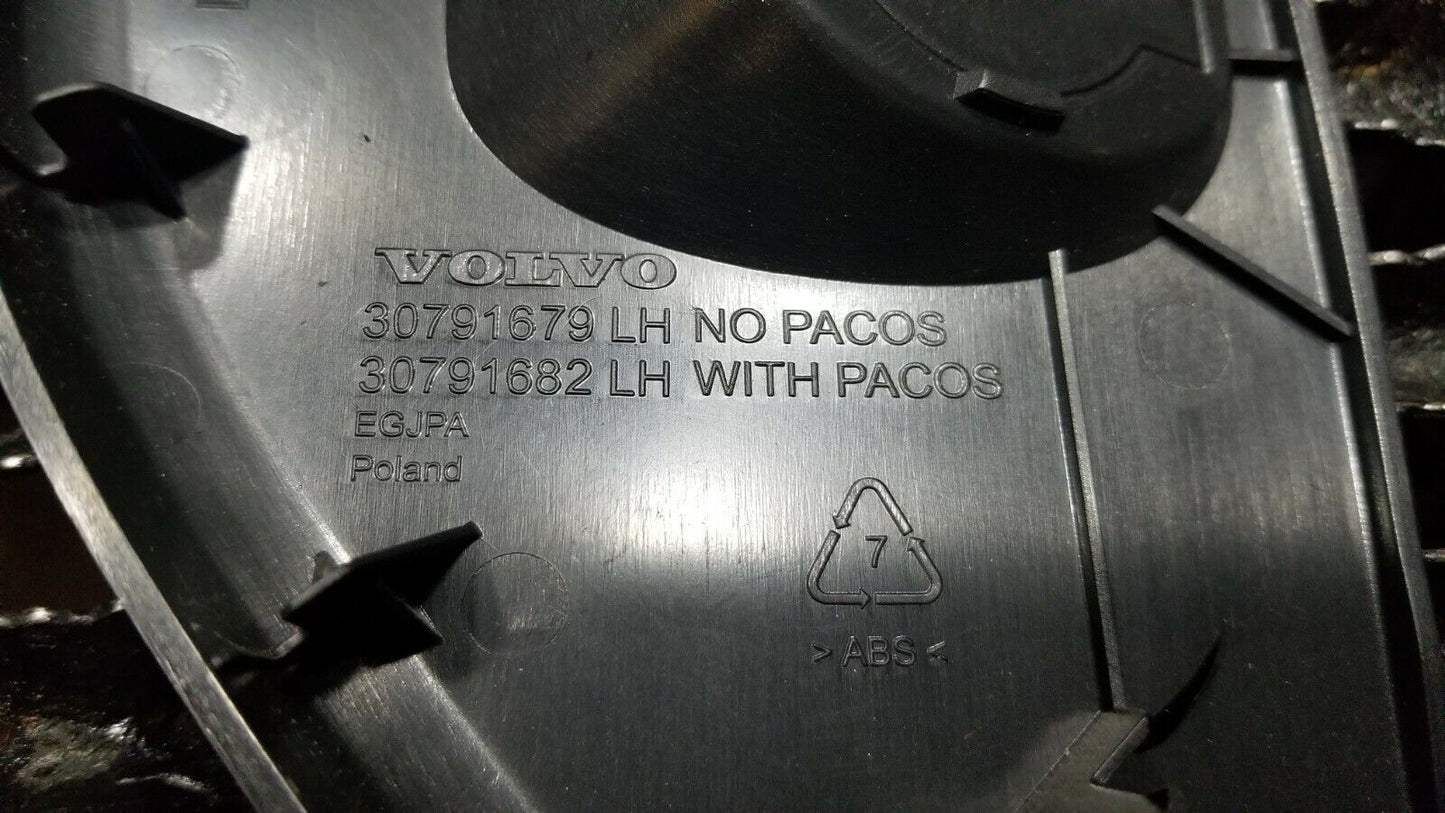 VOLVO
30791679 LH NO PACOS
30791682 LH WITH PACOS
EGJPA
Poland
7
> ABS <